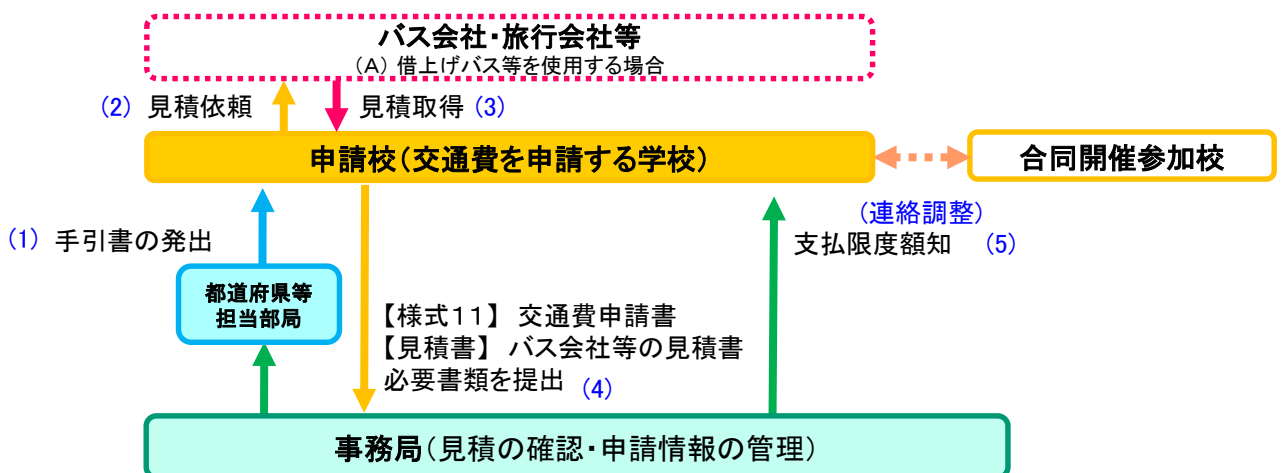 バス会社・旅行会社等
(A) 借上げバス等を使用する場合
(2) 見積依頼
見積取得 (3)
申請校(交通費を申請する学校)
合同開催参加校
(連絡調整)
(1) 手引書の発出
支払限度額知 (5)
都道府県等
担当部局
【様式11】 交通費申請書
【見積書】 バス会社等の見積書
必要書類を提出 (4)
事務局(見積の確認・申請情報の管理)